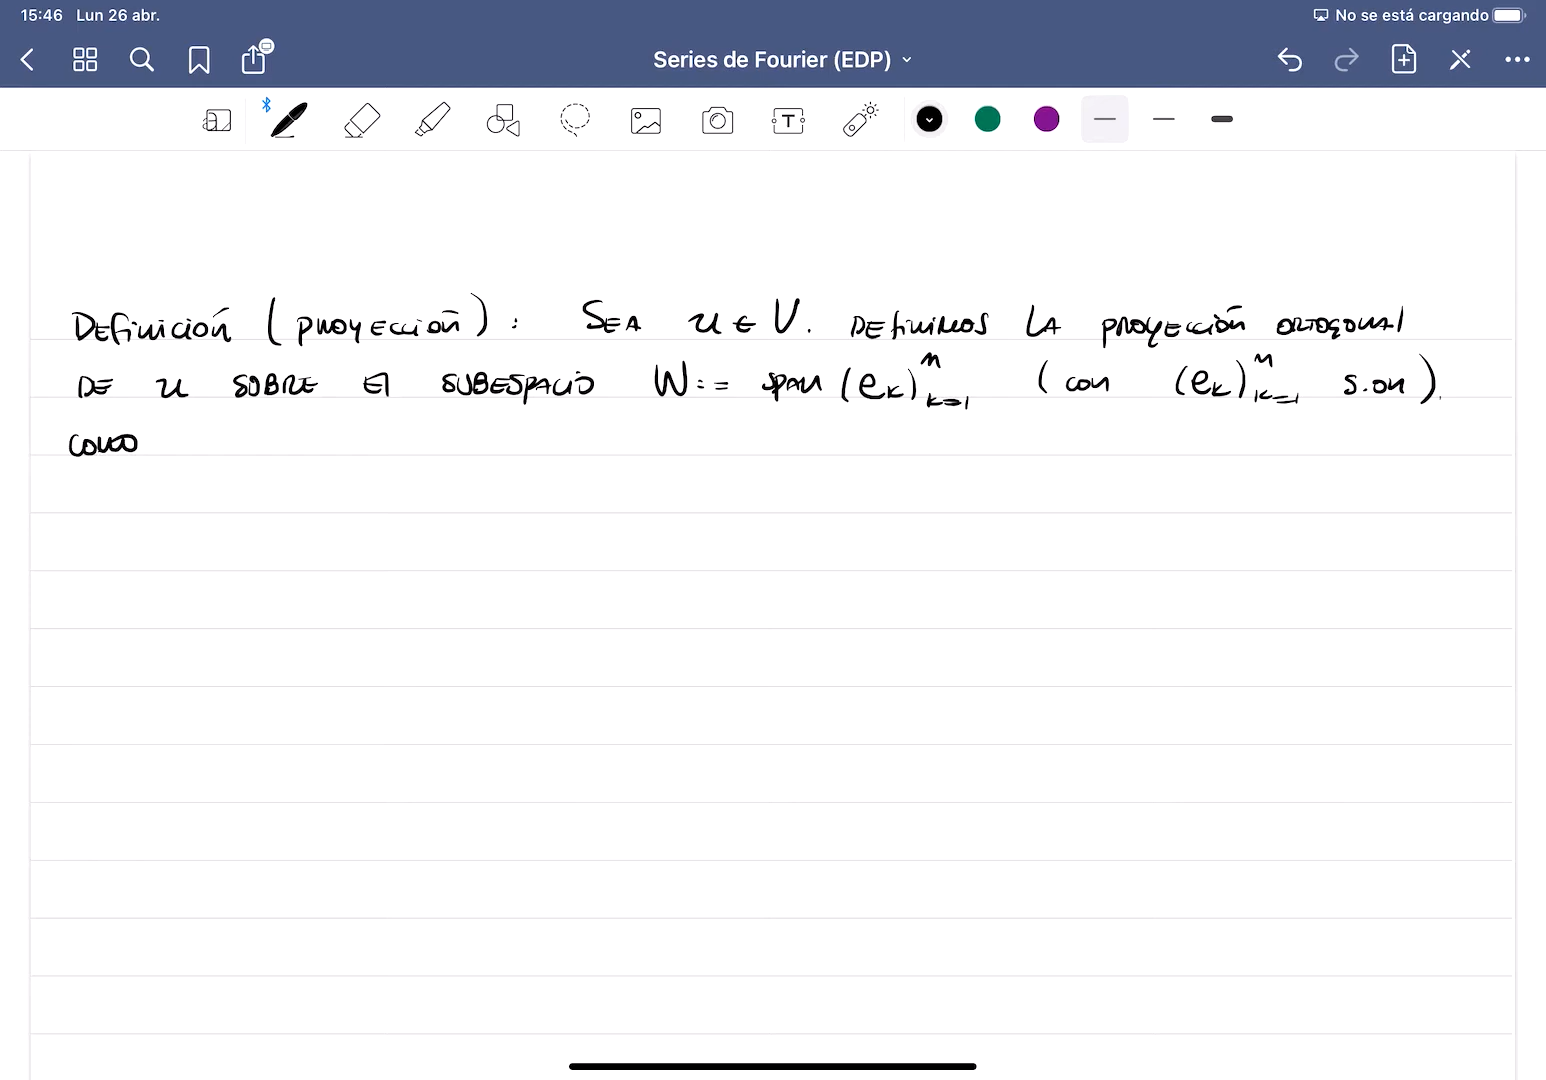 15:46 Lun 26 abr. No se está cargando
Series de Fourier (EDP)
Definición (proyección): Sea u ∈ V. Definimos la proyección ortogonal
de u sobre el subespacio W := span (e_k)_{k=1}^n (con (e_k)_{k=1}^n s.on).
como